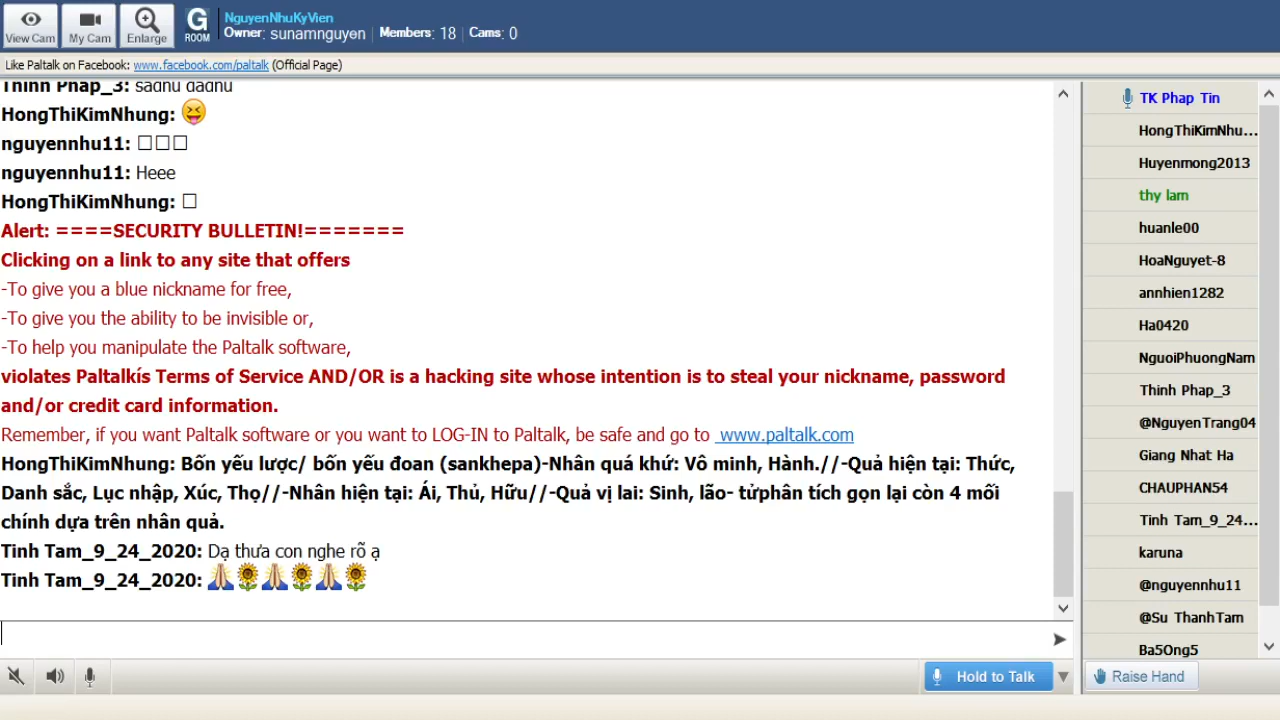 View Cam
My Cam
Enlarge
G
ROOM
NguyenNhuKyVien
Owner: sunamnguyen | Members: 18 | Cams: 0
Like Paltalk on Facebook: www.facebook.com/paltalk (Official Page)
Thinh Phap_3: sadhu dadhu
HongThiKimNhung:
nguyennhu11: □□□
nguyennhu11: Heee
HongThiKimNhung: □
Alert: ====SECURITY BULLETIN!=======
Clicking on a link to any site that offers
-To give you a blue nickname for free,
-To give you the ability to be invisible or,
-To help you manipulate the Paltalk software,
violates Paltalkís Terms of Service AND/OR is a hacking site whose intention is to steal your nickname, password
and/or credit card information.
Remember, if you want Paltalk software or you want to LOG-IN to Paltalk, be safe and go to www.paltalk.com
HongThiKimNhung: Bốn yếu lược/ bốn yếu đoan (sankhepa)-Nhân quá khứ: Vô minh, Hành.//-Quả hiện tại: Thức,
Danh sắc, Lục nhập, Xúc, Thọ//-Nhân hiện tại: Ái, Thủ, Hữu//-Quả vị lai: Sinh, lão- tửphân tích gọn lại còn 4 mối
chính dựa trên nhân quả.
Tinh Tam_9_24_2020: Dạ thưa con nghe rõ ạ
Tinh Tam_9_24_2020: 🙏🌻🙏🌻🙏🌻
Hold to Talk
TK Phap Tin
HongThiKimNhu...
Huyenmong2013
thy lam
huanle00
HoaNguyet-8
annhien1282
Ha0420
NguoiPhuongNam
Thinh Phap_3
@NguyenTrang04
Giang Nhat Ha
CHAUPHAN54
Tinh Tam_9_24...
karuna
@nguyennhu11
@Su ThanhTam
Ba5Ong5
Raise Hand